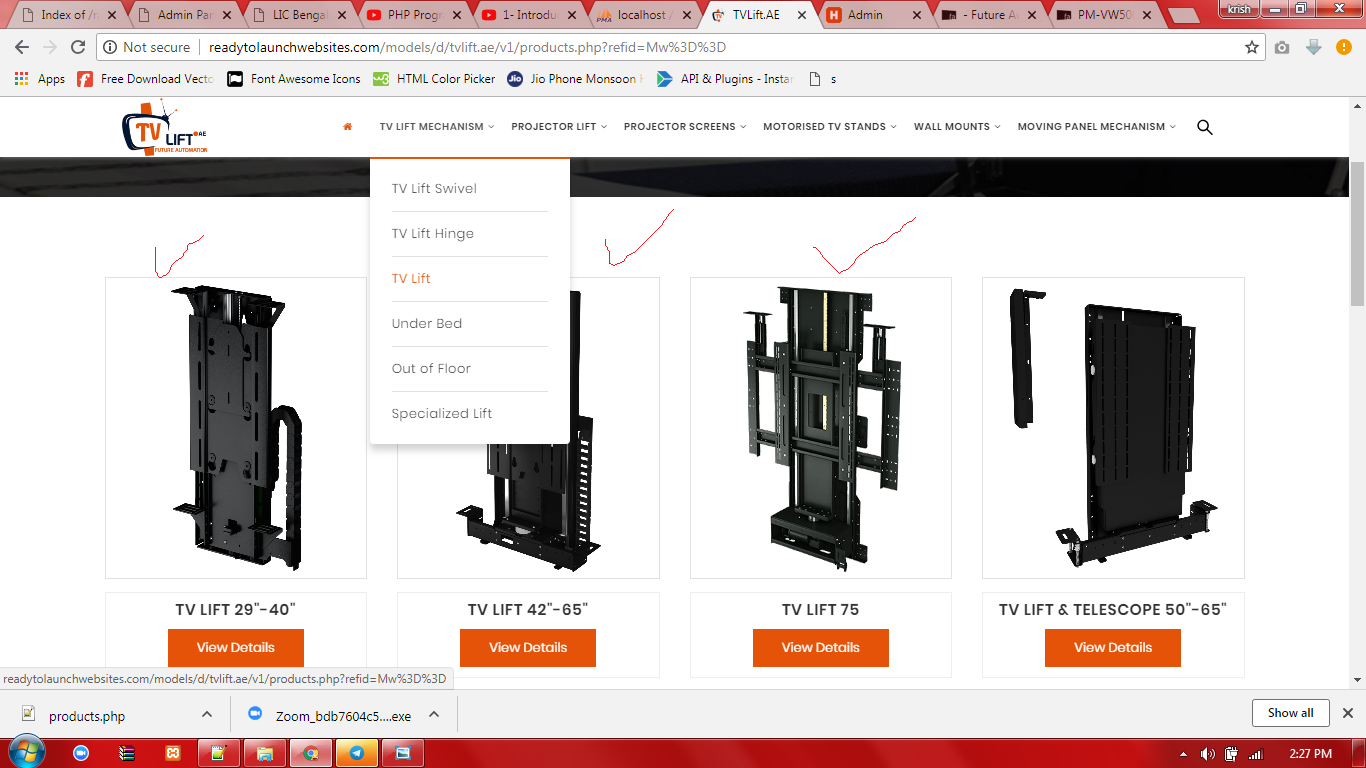 Index of /m
Admin Par
LIC Bengal
PHP Progr
1- Introdu
localhost /
TVLift.AE
Admin
- Future A
PM-VW50
krish
Not secure
readytolaunchwebsites.com/models/d/tvlift.ae/v1/products.php?refid=Mw%3D%3D
Apps
Free Download Vecto
Font Awesome Icons
HTML Color Picker
Jio Phone Monsoon H
API & Plugins - Instan
s
TV LIFT.AE
FUTURE AUTOMATION
TV LIFT MECHANISM
PROJECTOR LIFT
PROJECTOR SCREENS
MOTORISED TV STANDS
WALL MOUNTS
MOVING PANEL MECHANISM
TV Lift Swivel
TV Lift Hinge
TV Lift
Under Bed
Out of Floor
Specialized Lift
TV LIFT 29"-40"
TV LIFT 42"-65"
TV LIFT 75
TV LIFT & TELESCOPE 50"-65"
View Details
View Details
View Details
View Details
readytolaunchwebsites.com/models/d/tvlift.ae/v1/products.php?refid=Mw%3D%3D
products.php
Zoom_bdb7604c5....exe
Show all
2:27 PM